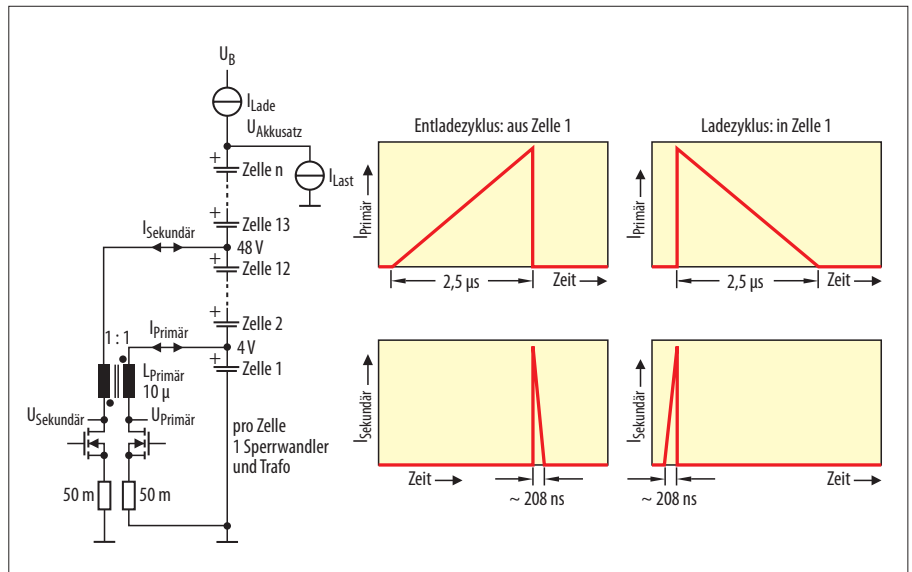 U_B
I_Lade
U_Akkusatz
+ Zelle n
I_Last
+ Zelle 13
I_Sekundär
48 V
+ Zelle 12
+ Zelle 2
1 : 1
I_Primär
4 V
+ Zelle 1
L_Primär
10 µ
U_Sekundär
U_Primär
pro Zelle
1 Sperrwandler
und Trafo
50 m
50 m
Entladezyklus: aus Zelle 1
I_Primär
2,5 µs
Zeit
Ladezyklus: in Zelle 1
I_Primär
2,5 µs
Zeit
I_Sekundär
Zeit
~ 208 ns
I_Sekundär
Zeit
~ 208 ns